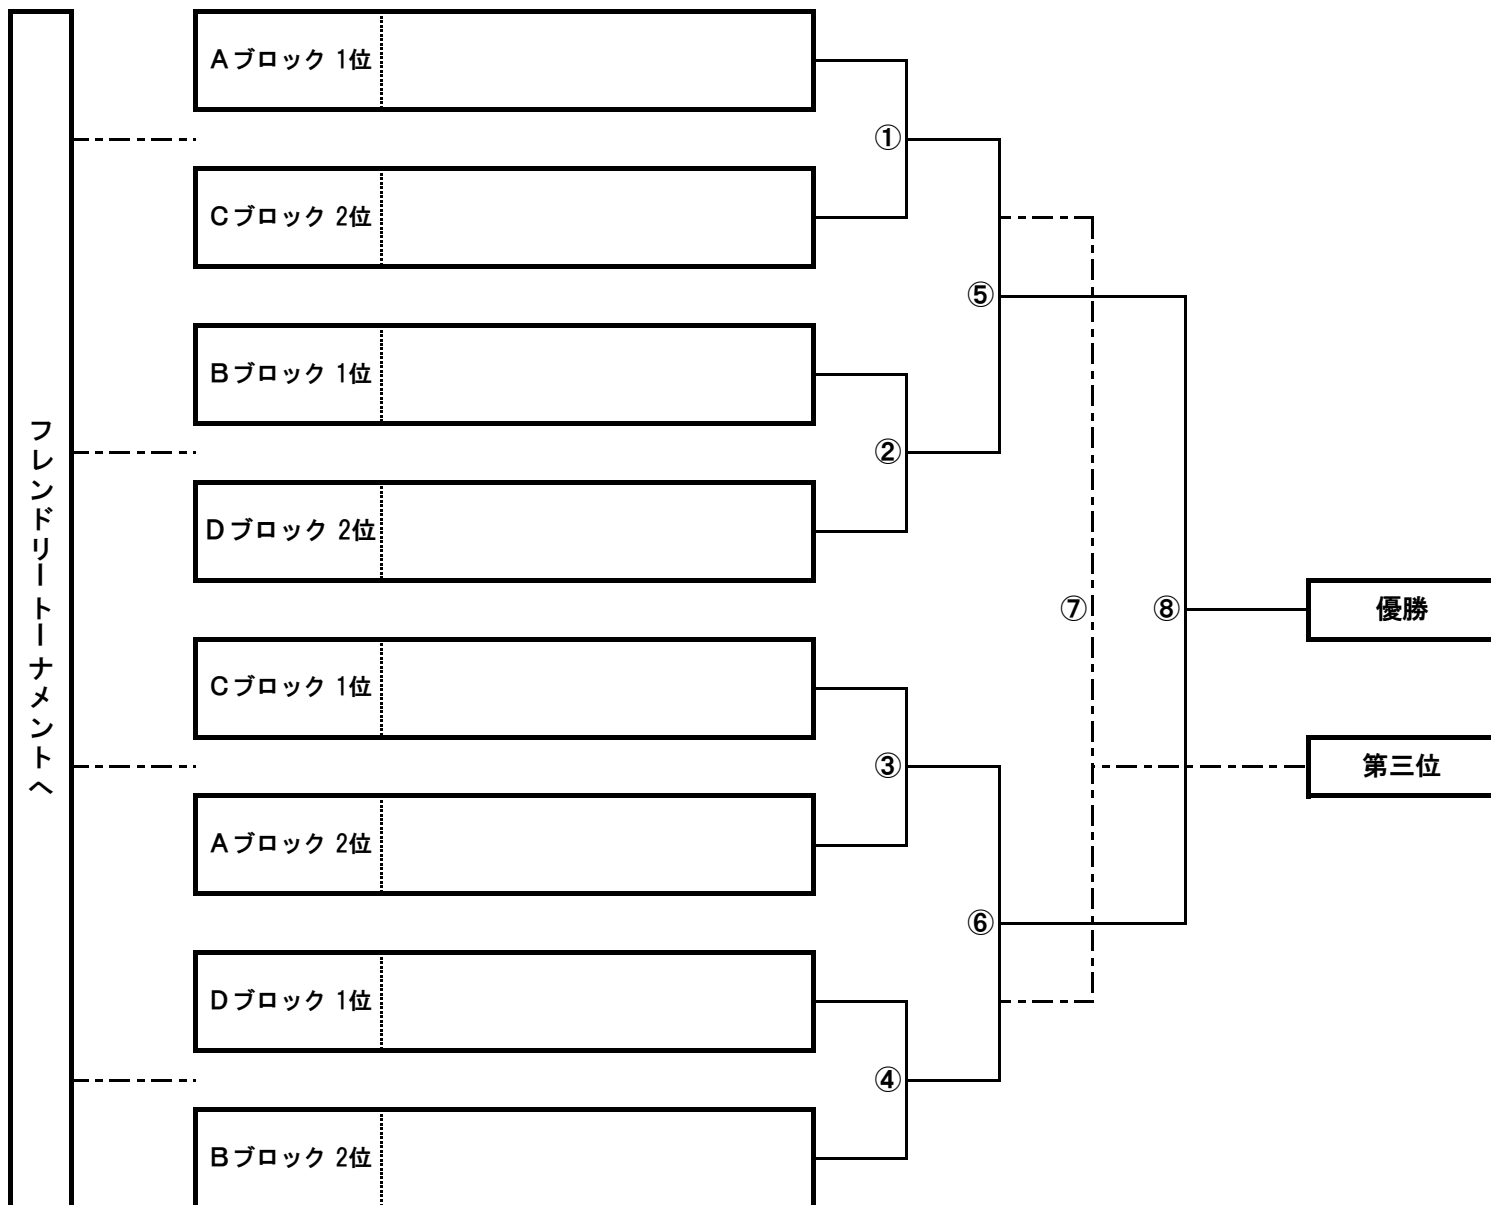 フレンドリートーナメントへ
Aブロック 1位
①
Cブロック 2位
⑤
Bブロック 1位
②
Dブロック 2位
⑦
⑧
優勝
Cブロック 1位
③
第三位
Aブロック 2位
⑥
Dブロック 1位
④
Bブロック 2位